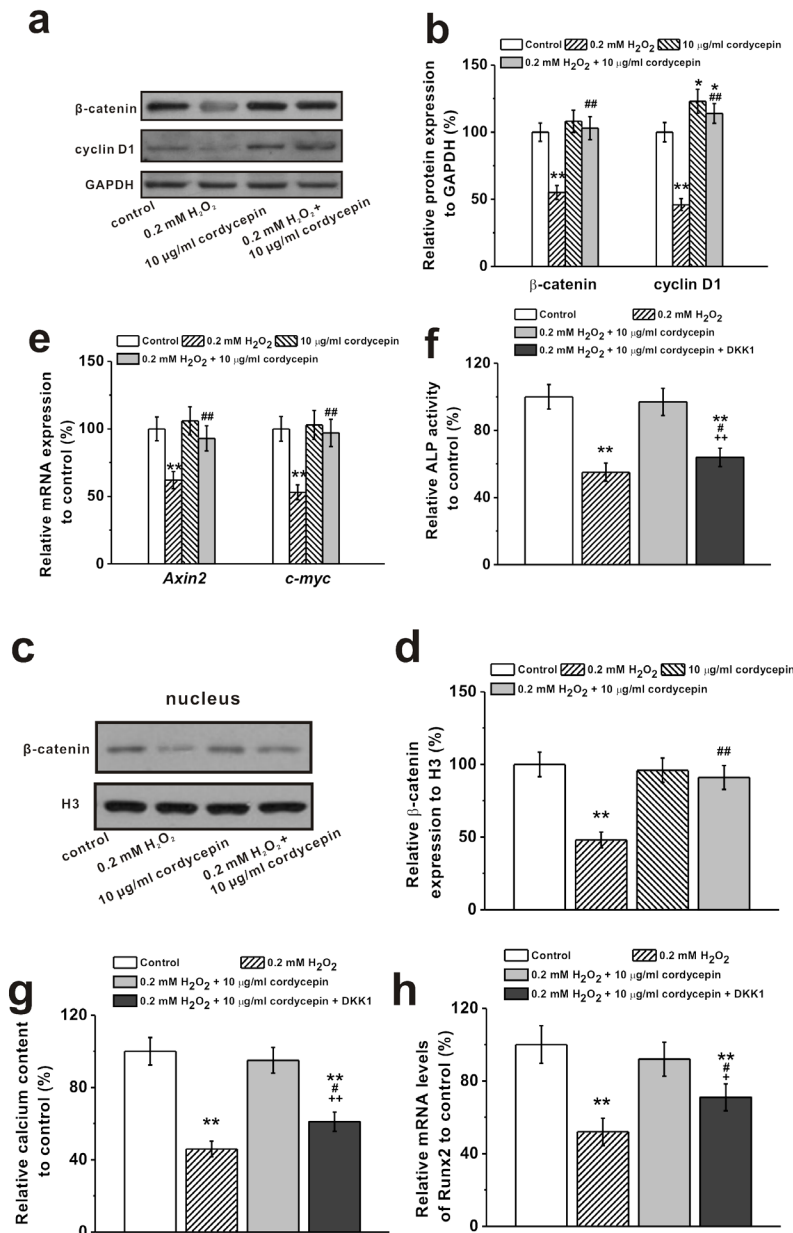 a
β-catenin
cyclin D1
GAPDH
control
0.2 mM H₂O₂
10 μg/ml cordycepin
0.2 mM H₂O₂+
10 μg/ml cordycepin
b
Control
0.2 mM H₂O₂
10 μg/ml cordycepin
0.2 mM H₂O₂ + 10 μg/ml cordycepin
Relative protein expression
to GAPDH (%)
150
100
50
0
**
##
**
*
*
##
β-catenin
cyclin D1
e
Control
0.2 mM H₂O₂
10 μg/ml cordycepin
0.2 mM H₂O₂ + 10 μg/ml cordycepin
Relative mRNA expression
to control (%)
150
100
50
0
**
##
**
##
Axin2
c-myc
f
Control
0.2 mM H₂O₂
0.2 mM H₂O₂ + 10 μg/ml cordycepin
0.2 mM H₂O₂ + 10 μg/ml cordycepin + DKK1
Relative ALP activity
to control (%)
120
80
40
0
**
**
#
++
c
nucleus
β-catenin
H3
control
0.2 mM H₂O₂
10 μg/ml cordycepin
0.2 mM H₂O₂+
10 μg/ml cordycepin
d
Control
0.2 mM H₂O₂
10 μg/ml cordycepin
0.2 mM H₂O₂ + 10 μg/ml cordycepin
Relative β-catenin
expression to H3 (%)
150
100
50
0
**
##
g
Control
0.2 mM H₂O₂
0.2 mM H₂O₂ + 10 μg/ml cordycepin
0.2 mM H₂O₂ + 10 μg/ml cordycepin + DKK1
Relative calcium content
to control (%)
120
80
40
0
**
**
#
++
h
Control
0.2 mM H₂O₂
0.2 mM H₂O₂ + 10 μg/ml cordycepin
0.2 mM H₂O₂ + 10 μg/ml cordycepin + DKK1
Relative mRNA levels
of Runx2 to control (%)
120
80
40
0
**
**
#
+